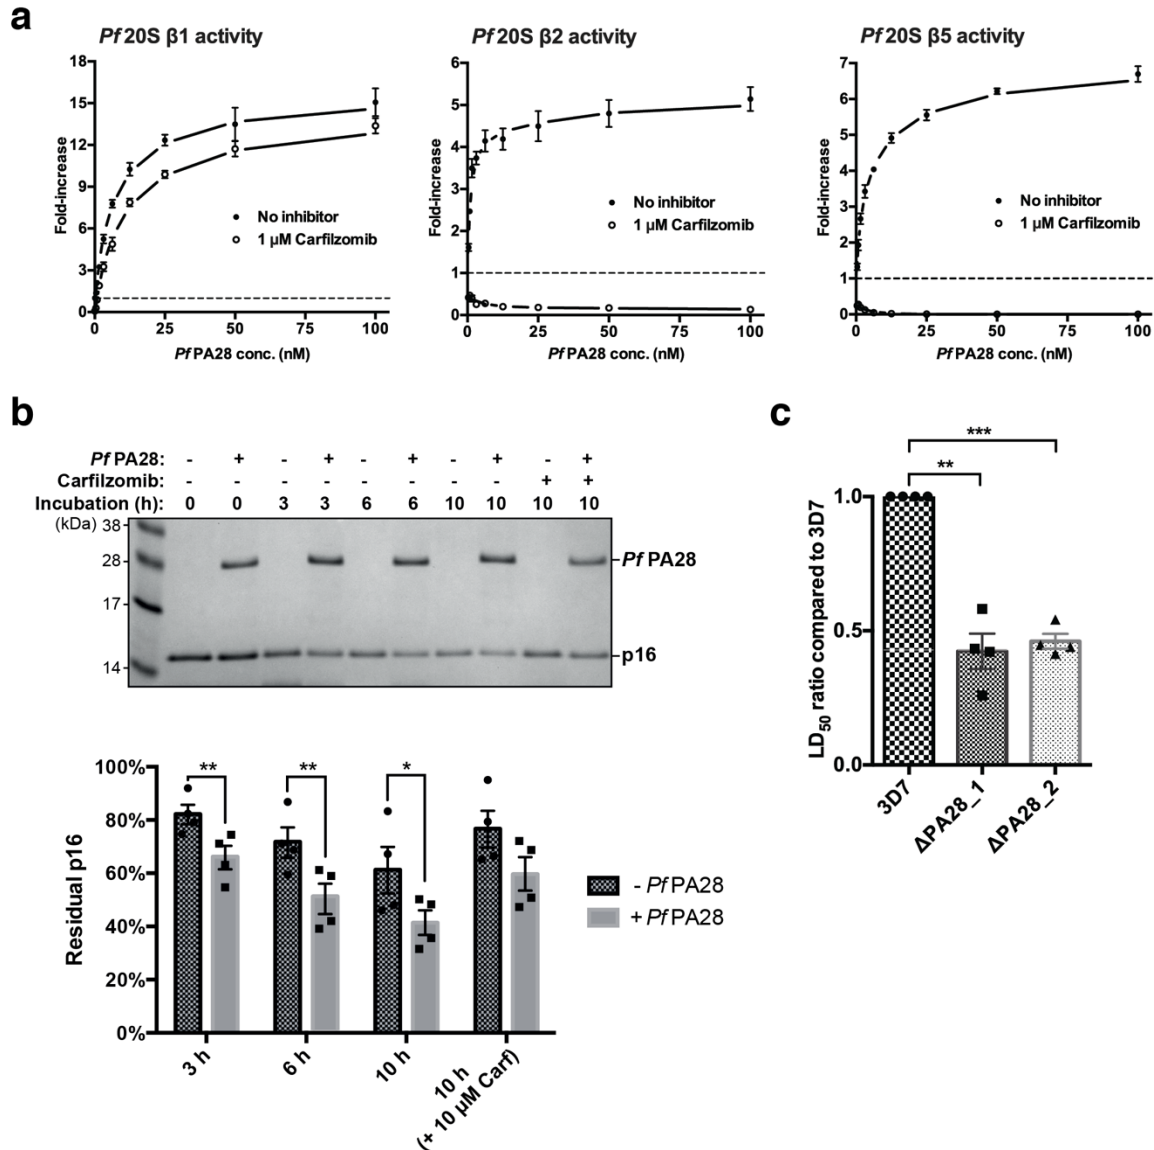 a
Pf20S β1 activity
Pf20S β2 activity
Pf20S β5 activity
Fold-increase
18
15
12
9
6
3
0
No inhibitor
1 µM Carfilzomib
0 25 50 75 100
PfPA28 conc. (nM)
Fold-increase
6
5
4
3
2
1
0
No inhibitor
1 µM Carfilzomib
0 25 50 75 100
PfPA28 conc. (nM)
Fold-increase
7
6
5
4
3
2
1
0
No inhibitor
1 µM Carfilzomib
0 25 50 75 100
PfPA28 conc. (nM)
b
PfPA28: - + - + - + - + - +
Carfilzomib: - - - - - - - - + +
Incubation (h): 0 0 3 3 6 6 10 10 10 10
(kDa) 38
28
PfPA28
17
p16
14
Residual p16
100%
80%
60%
40%
20%
0%
** ** *
3 h
6 h
10 h
10 h
(+ 10 µM Carf)
- PfPA28
+ PfPA28
c
***
**
LD50 ratio compared to 3D7
1.0
0.5
0.0
3D7
ΔPA28_1
ΔPA28_2